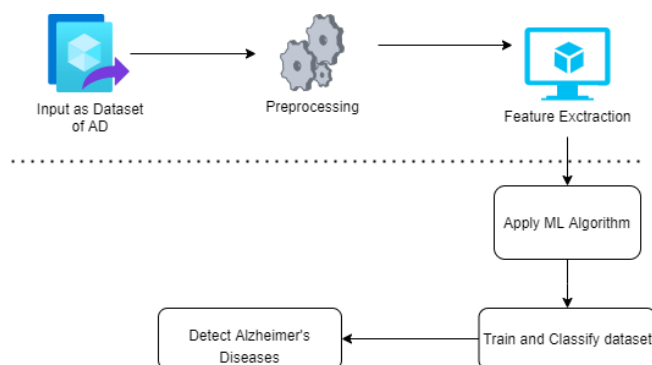 Input as Dataset
of AD
Preprocessing
Feature Exctraction
Apply ML Algorithm
Train and Classify dataset
Detect Alzheimer's
Diseases